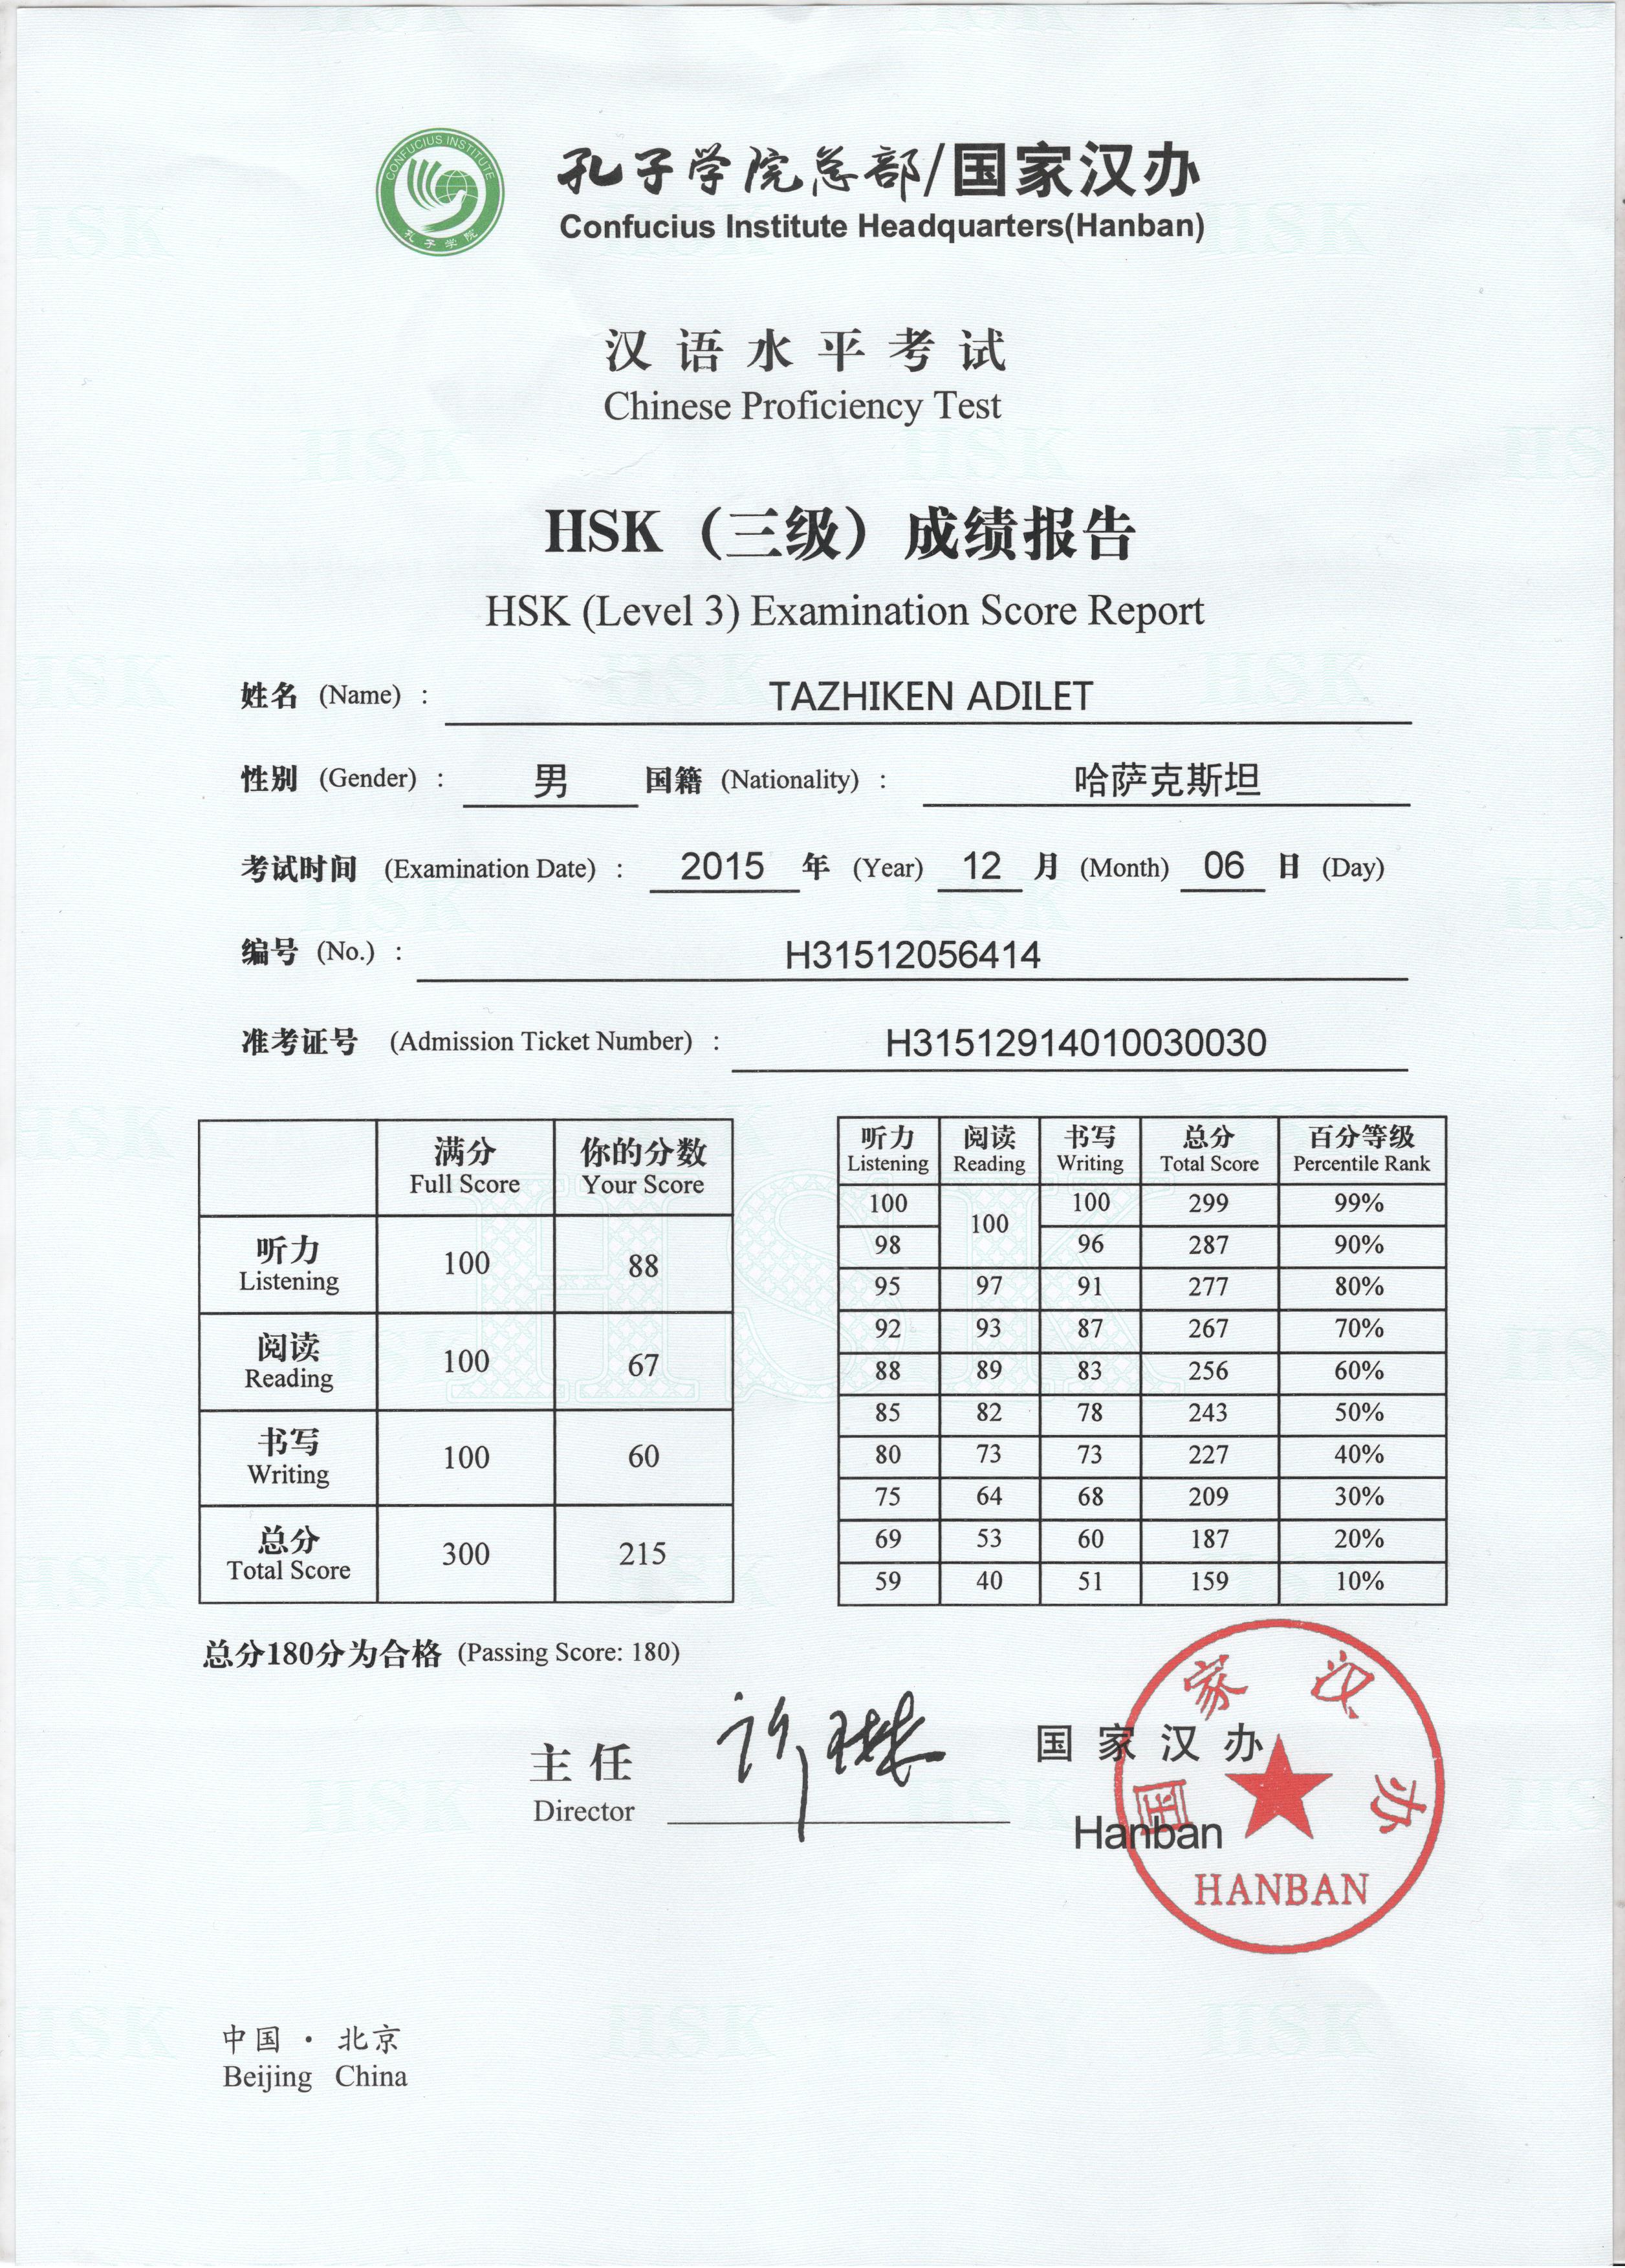 CONFUCIUS INSTITUTE
孔子学院
孔子学院总部/国家汉办
Confucius Institute Headquarters(Hanban)
汉语水平考试
Chinese Proficiency Test
HSK（三级）成绩报告
HSK (Level 3) Examination Score Report
姓名 (Name) : TAZHIKEN ADILET
性别 (Gender) : 男 国籍 (Nationality) : 哈萨克斯坦
考试时间 (Examination Date) : 2015 年 (Year) 12 月 (Month) 06 日 (Day)
编号 (No.) : H31512056414
准考证号 (Admission Ticket Number) : H31512914010030030
满分 你的分数
Full Score Your Score
听力
Listening 100 88
阅读
Reading 100 67
书写
Writing 100 60
总分
Total Score 300 215
听力 阅读 书写 总分 百分等级
Listening Reading Writing Total Score Percentile Rank
100 100 100 299 99%
98 96 287 90%
95 97 91 277 80%
92 93 87 267 70%
88 89 83 256 60%
85 82 78 243 50%
80 73 73 227 40%
75 64 68 209 30%
69 53 60 187 20%
59 40 51 159 10%
总分180分为合格 (Passing Score: 180)
主任 许琳
Director
国家汉办
Hanban
国家汉办
HANBAN
中国·北京
Beijing China